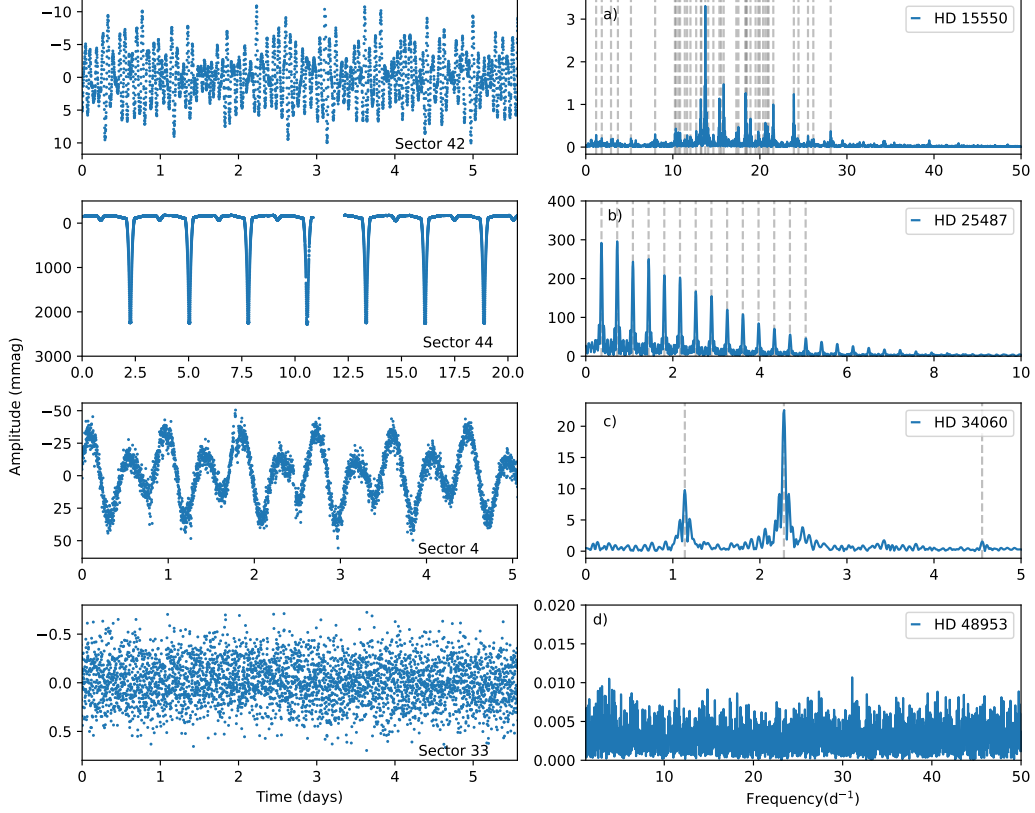 −10
−5
0
5
10
0 1 2 3 4 5
Sector 42
a)
HD 15550
3
2
1
0
0 10 20 30 40 50
0
1000
2000
3000
0.0 2.5 5.0 7.5 10.0 12.5 15.0 17.5 20.0
Sector 44
b)
HD 25487
400
300
200
100
0
0 2 4 6 8 10
Amplitude (mmag)
−50
−25
0
25
50
0 1 2 3 4 5
Sector 4
c)
HD 34060
20
15
10
5
0
0 1 2 3 4 5
−0.5
0.0
0.5
0 1 2 3 4 5
Sector 33
Time (days)
d)
HD 48953
0.020
0.015
0.010
0.005
0.000
10 20 30 40 50
Frequency(d⁻¹)